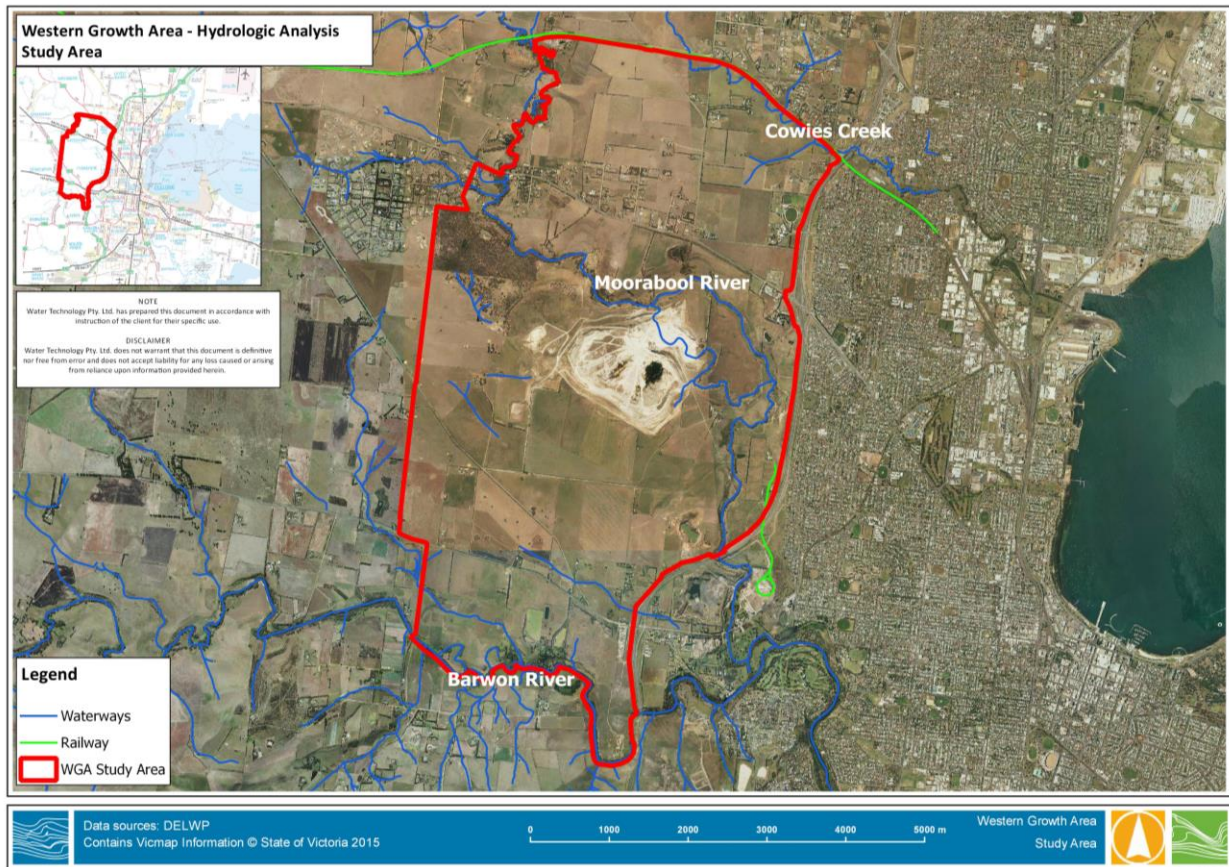 Western Growth Area - Hydrologic Analysis
Study Area
NOTE
Water Technology Pty. Ltd. has prepared this document in accordance with
instruction of the client for their specific use.
DISCLAIMER
Water Technology Pty. Ltd. does not warrant that this document is definitive
nor free from error and does not accept liability for any loss caused or arising
from reliance upon information provided herein.
Cowies Creek
Moorabool River
Barwon River
Legend
Waterways
Railway
WGA Study Area
Data sources: DELWP
Contains Vicmap Information © State of Victoria 2015
0 1000 2000 3000 4000 5000 m
Western Growth Area
Study Area